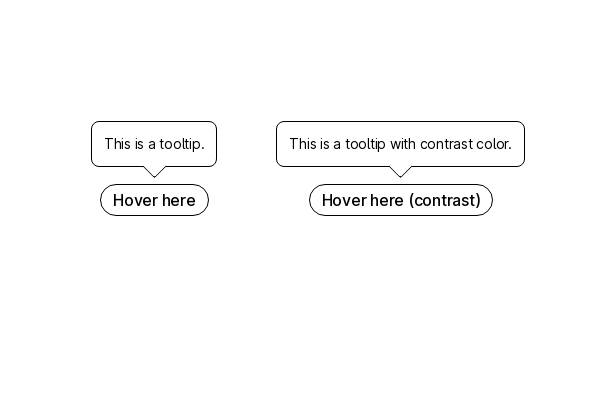 This is a tooltip.
This is a tooltip with contrast color.
Hover here
Hover here (contrast)